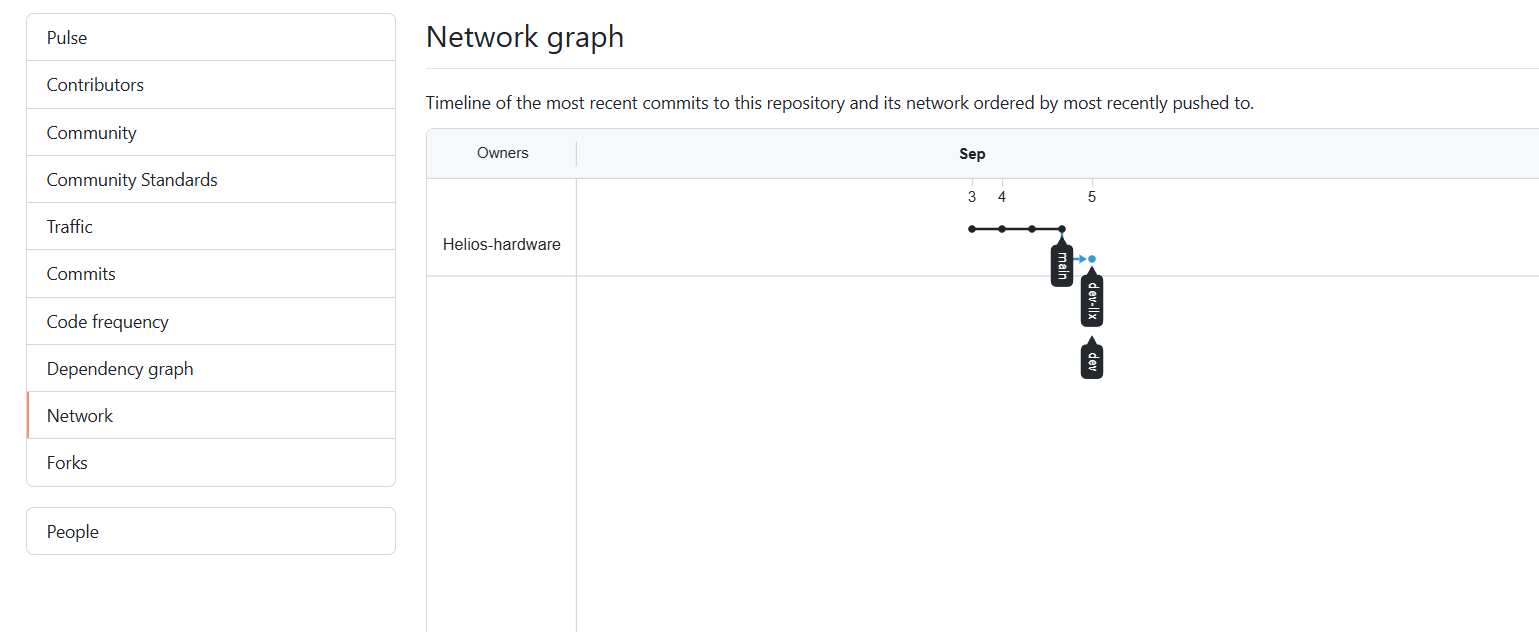 Pulse
Contributors
Community
Community Standards
Traffic
Commits
Code frequency
Dependency graph
Network
Forks
People
Network graph
Timeline of the most recent commits to this repository and its network ordered by most recently pushed to.
Owners
Sep
3 4 5
Helios-hardware
main
dev-llx
dev